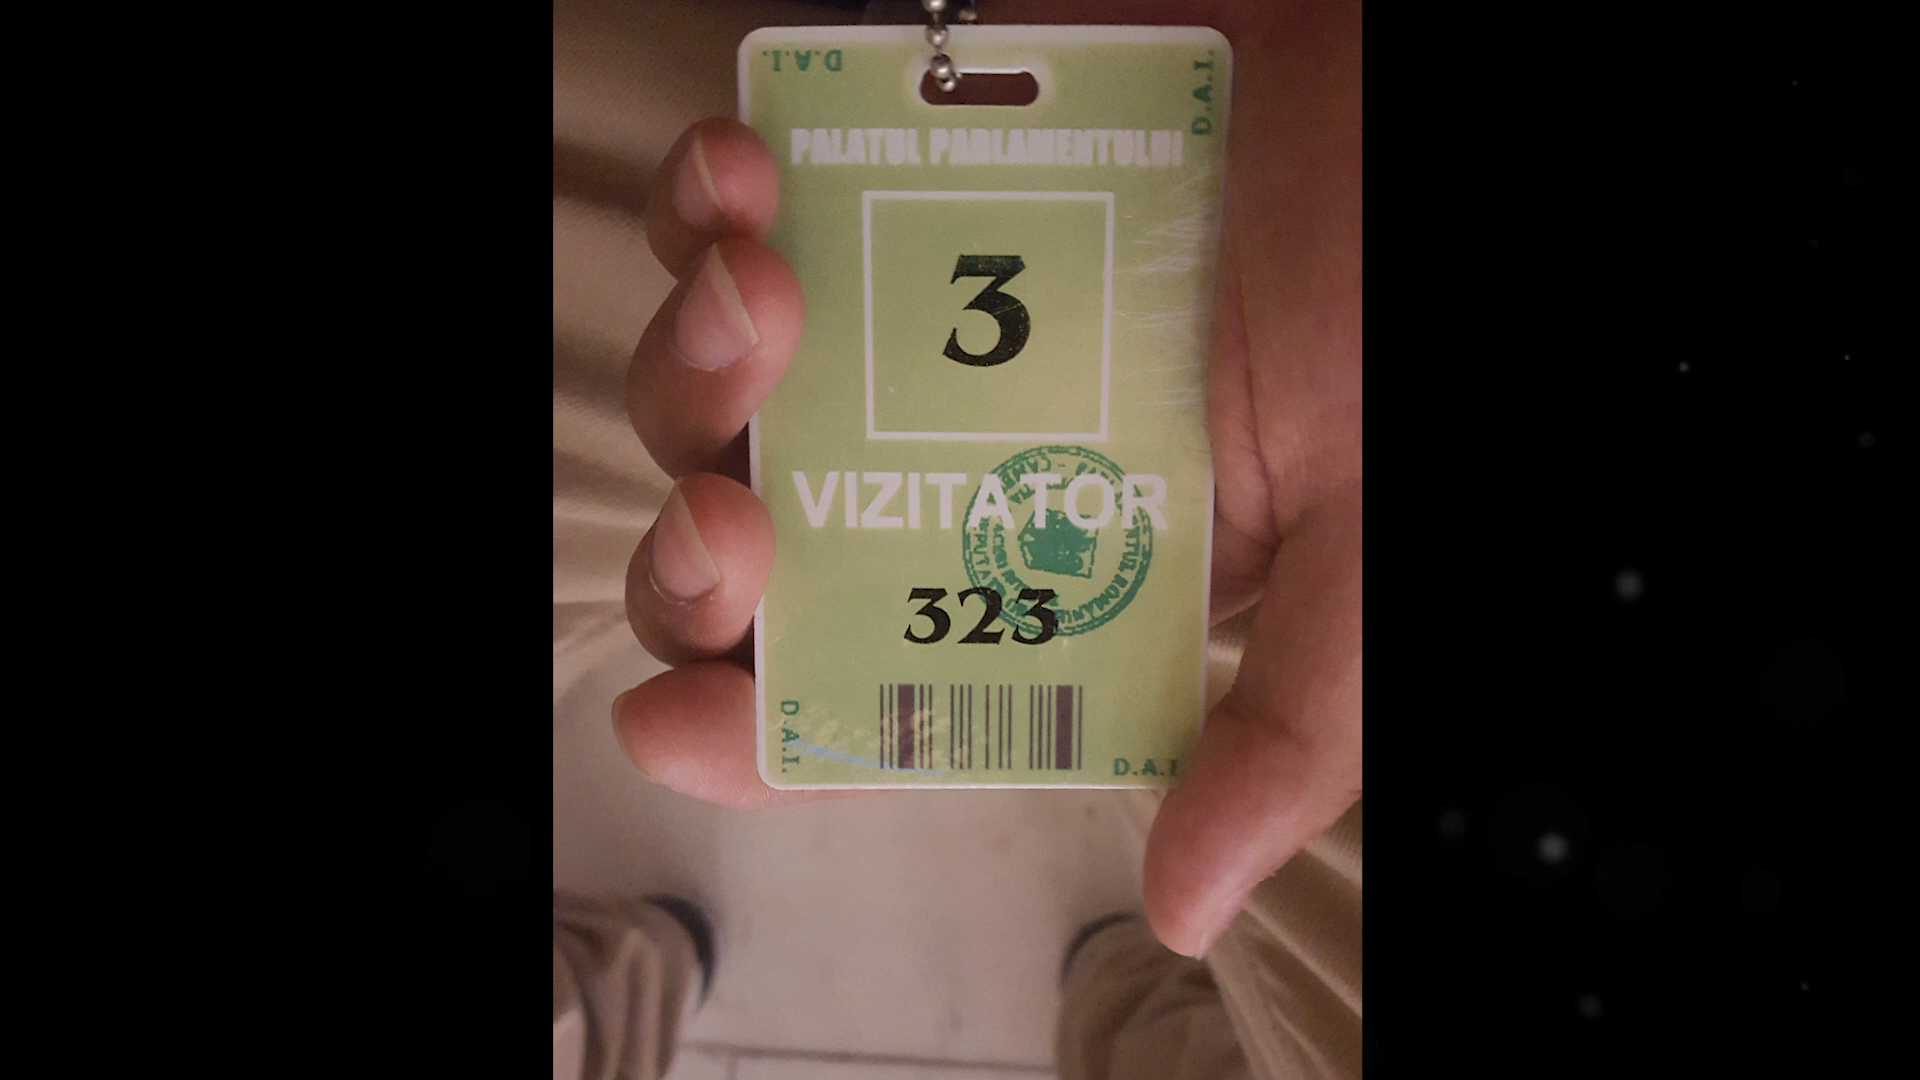 D.A.I.
D.A.I.
PALATUL PARLAMENTULUI
3
VIZITATOR
323
D.A.I.
D.A.I.